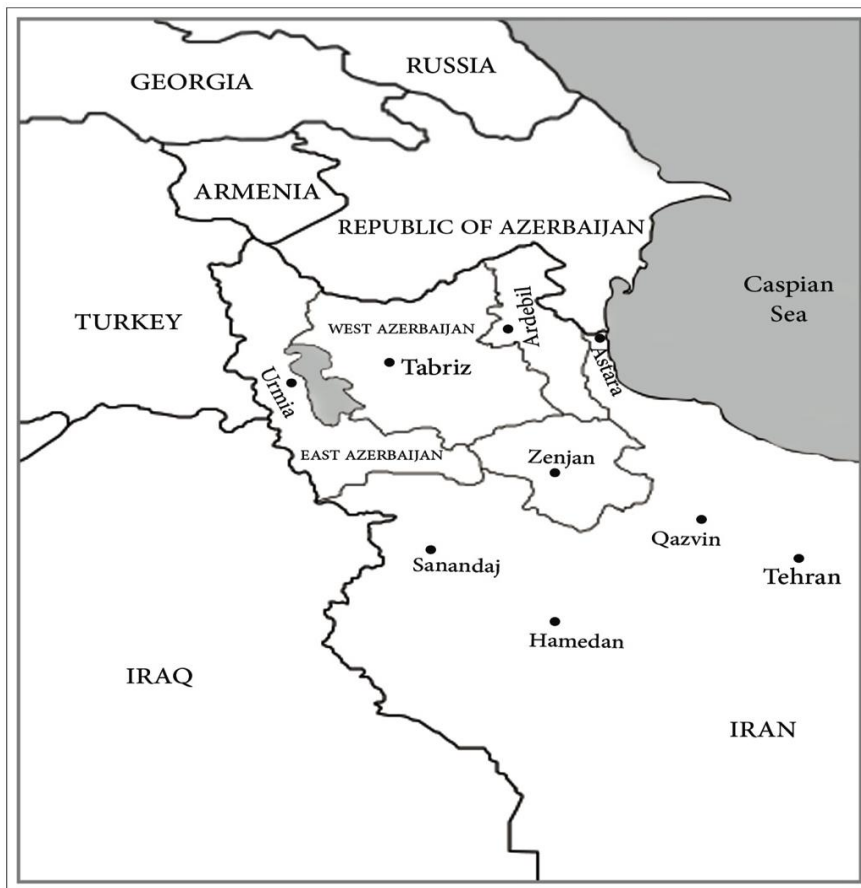 RUSSIA
GEORGIA
ARMENIA
REPUBLIC OF AZERBAIJAN
Caspian
Sea
TURKEY
WEST AZERBAIJAN
Ardebil
Astara
Tabriz
Urmia
EAST AZERBAIJAN
Zenjan
Qazvin
Sanandaj
Tehran
Hamedan
IRAQ
IRAN